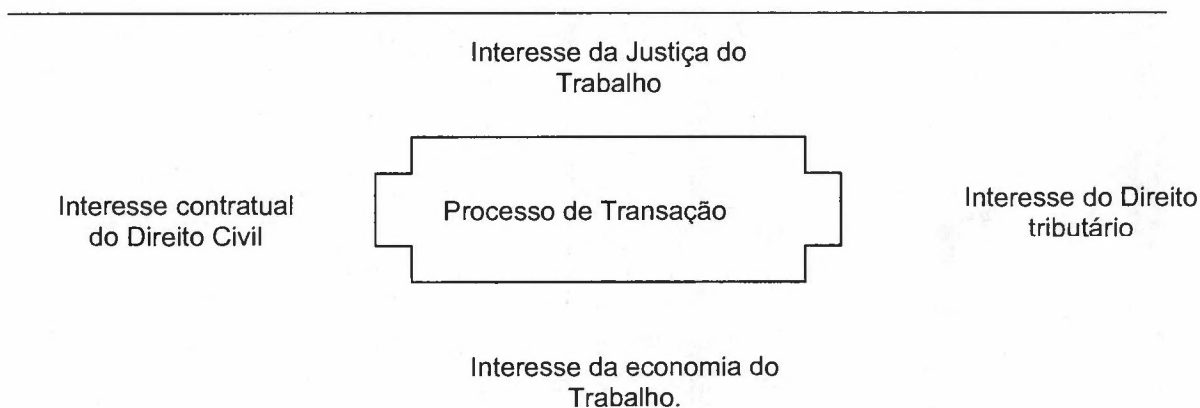 Interesse da Justiça do
Trabalho
Interesse contratual
do Direito Civil
Processo de Transação
Interesse do Direito
tributário
Interesse da economia do
Trabalho.